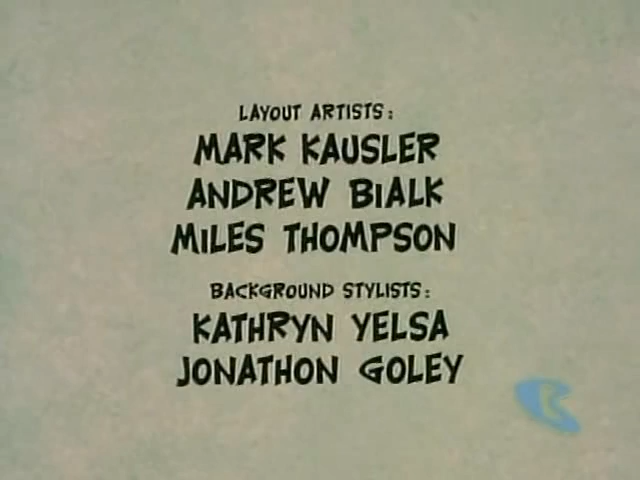 LAYOUT ARTISTS:
MARK KAUSLER
ANDREW BIALK
MILES THOMPSON
BACKGROUND STYLISTS:
KATHRYN YELSA
JONATHON GOLEY